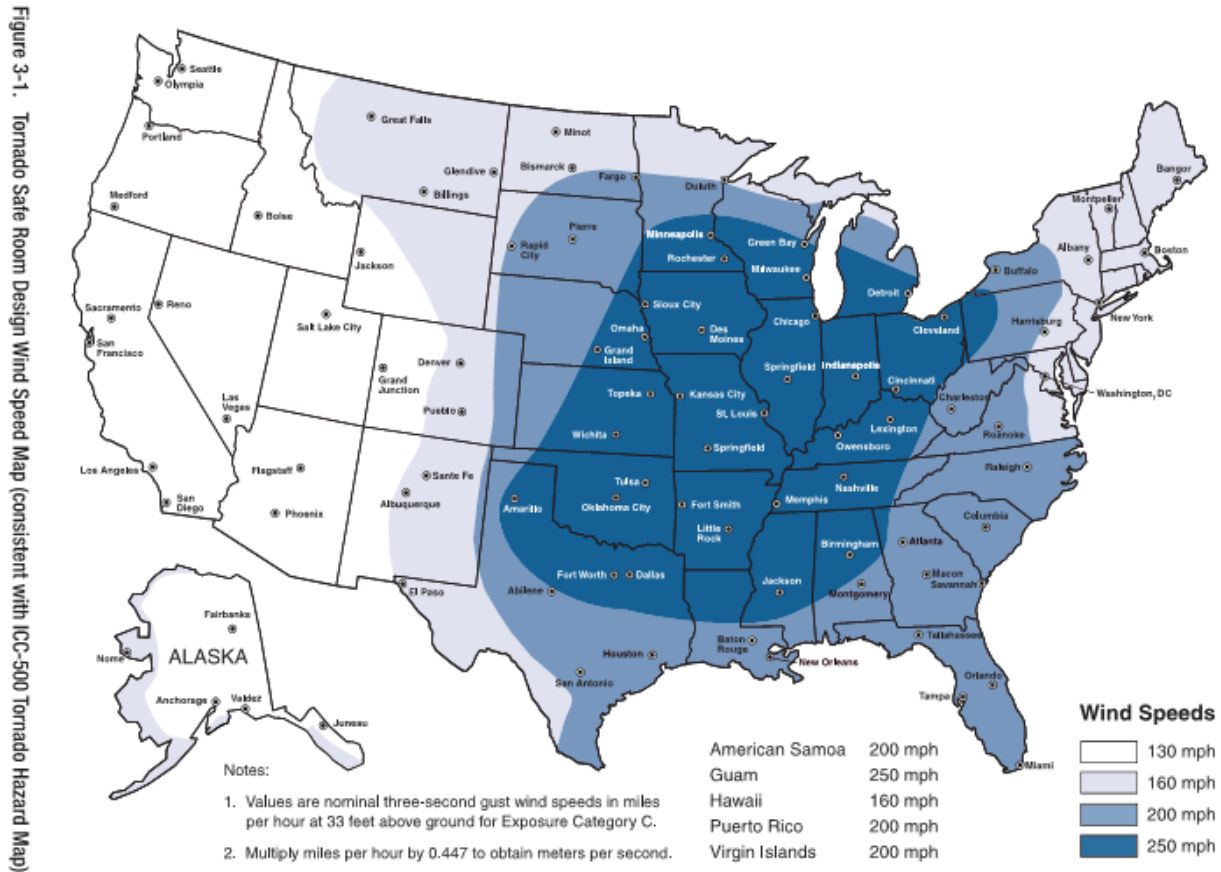 Figure 3-1. Tornado Safe Room Design Wind Speed Map (consistent with ICC-500 Tornado Hazard Map)
Seattle
Olympia
Portland
Medford
Boise
Great Falls
Glendive
Billings
Jackson
Minot
Bismarck
Fargo
Duluth
Pierre
Rapid
City
Minneapolis
Rochester
Green Bay
Milwaukee
Detroit
Chicago
Cleveland
Buffalo
Albany
Montpelier
Bangor
Boston
New York
Harrisburg
Washington, DC
Sacramento
San
Francisco
Reno
Salt Lake City
Las
Vegas
Los Angeles
San
Diego
Flagstaff
Phoenix
Grand
Junction
Denver
Pueblo
Sante Fe
Albuquerque
El Paso
Sioux City
Omaha
Grand
Island
Des
Moines
Topeka
Kansas City
Wichita
St. Louis
Springfield
Springfield
Indianapolis
Cincinnati
Charleston
Lexington
Owensboro
Roanoke
Raleigh
Nashville
Memphis
Tulsa
Oklahoma City
Amarillo
Fort Smith
Little
Rock
Birmingham
Atlanta
Columbia
Macon
Savannah
Montgomery
Jackson
Fort Worth
Dallas
Abilene
Houston
San Antonio
Baton
Rouge
New Orleans
Tallahassee
Orlando
Tampa
Miami
Fairbanks
Nome
ALASKA
Anchorage
Valdez
Juneau
Notes:
1. Values are nominal three-second gust wind speeds in miles
per hour at 33 feet above ground for Exposure Category C.
2. Multiply miles per hour by 0.447 to obtain meters per second.
American Samoa 200 mph
Guam 250 mph
Hawaii 160 mph
Puerto Rico 200 mph
Virgin Islands 200 mph
Wind Speeds
130 mph
160 mph
200 mph
250 mph